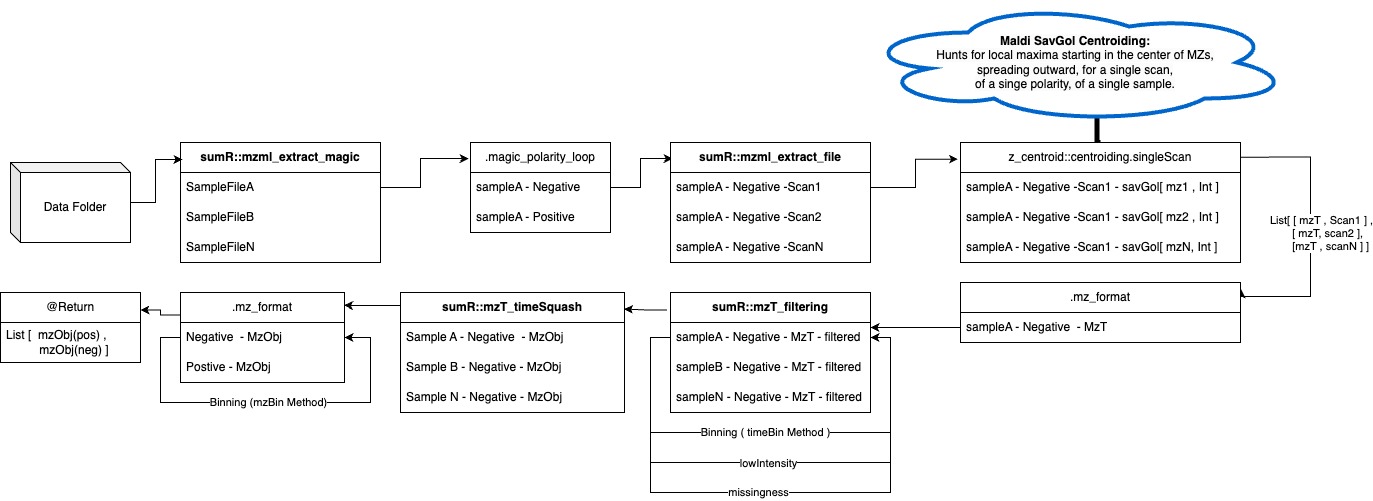 Maldi SavGol Centroiding:
Hunts for local maxima starting in the center of MZs,
spreading outward, for a single scan,
of a singe polarity, of a single sample.
Data Folder
sumR::mzml_extract_magic
SampleFileA
SampleFileB
SampleFileN
.magic_polarity_loop
sampleA - Negative
sampleA - Positive
sumR::mzml_extract_file
sampleA - Negative -Scan1
sampleA - Negative -Scan2
sampleA - Negative -ScanN
z_centroid::centroiding.singleScan
sampleA - Negative -Scan1 - savGol[ mz1 , Int ]
sampleA - Negative -Scan1 - savGol[ mz2 , Int ]
sampleA - Negative -Scan1 - savGol[ mzN, Int ]
List[ [ mzT , Scan1 ] ,
[ mzT, scan2 ],
[mzT , scanN ] ]
.mz_format
sampleA - Negative  - MzT
sumR::mzT_filtering
sampleA - Negative - MzT - filtered
sampleB - Negative - MzT - filtered
sampleN - Negative - MzT - filtered
Binning ( timeBin Method )
lowIntensity
missingness
sumR::mzT_timeSquash
Sample A - Negative  - MzObj
Sample B - Negative - MzObj
Sample N - Negative - MzObj
.mz_format
Negative  - MzObj
Postive - MzObj
Binning (mzBin Method)
@Return
List [  mzObj(pos) ,
mzObj(neg) ]